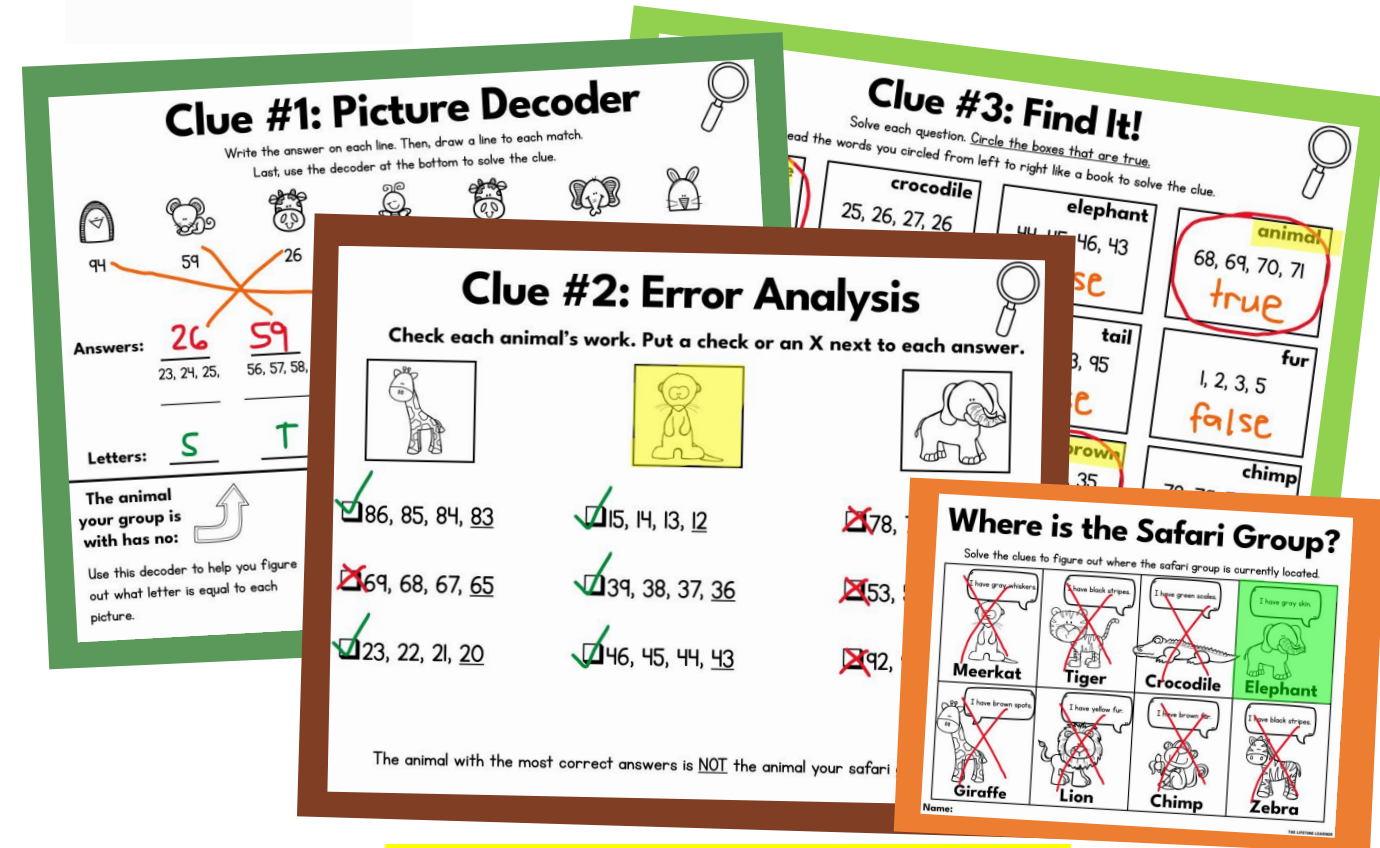 Clue #1: Picture Decoder
Write the answer on each line. Then, draw a line to each match.
Last, use the decoder at the bottom to solve the clue.
94 59 26
Answers: 26 59
23, 24, 25, 56, 57, 58,
Letters: S T
The animal
your group is
with has no:
Use this decoder to help you figure
out what letter is equal to each
picture.
Clue #3: Find It!
Solve each question. Circle the boxes that are true.
the words you circled from left to right like a book to solve the clue.
crocodile
25, 26, 27, 26
elephant
46, 43
animal
68, 69, 70, 71
true
tail
95
fur
1, 2, 3, 5
false
35
chimp
Clue #2: Error Analysis
Check each animal's work. Put a check or an X next to each answer.
86, 85, 84, 83
15, 14, 13, 12
78,
69, 68, 67, 65
39, 38, 37, 36
53,
23, 22, 21, 20
46, 45, 44, 43
92,
The animal with the most correct answers is NOT the animal your safari
Where is the Safari Group?
Solve the clues to figure out where the safari group is currently located.
I have gray whiskers.
I have black stripes.
I have green scales.
I have gray skin.
Meerkat
Tiger
Crocodile
Elephant
I have brown spots.
I have yellow fur.
I have brown fur.
I have black stripes.
Giraffe
Lion
Chimp
Zebra
Name:
THE LIFETIME LEARNER